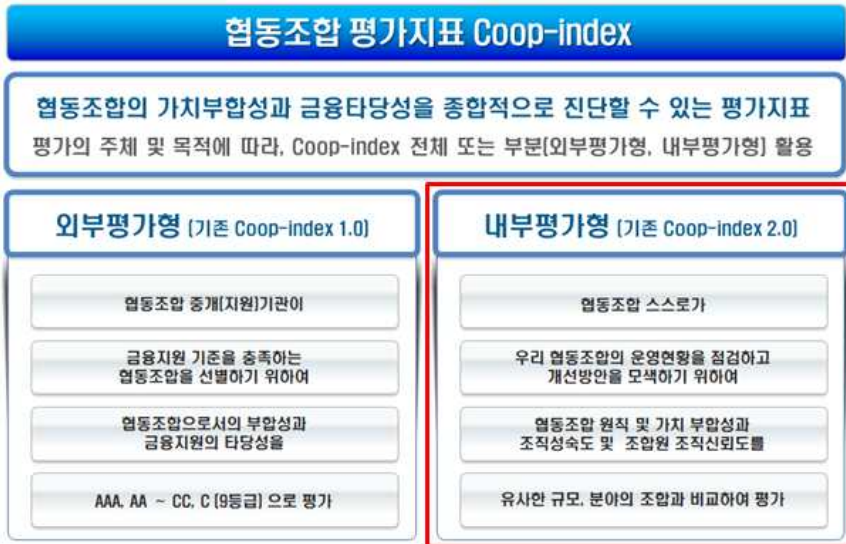 협동조합 평가지표 Coop-index
협동조합의 가치부합성과 금융타당성을 종합적으로 진단할 수 있는 평가지표
평가의 주체 및 목적에 따라, Coop-index 전체 또는 부분(외부평가형, 내부평가형) 활용
외부평가형 (기존 Coop-index 1.0)
협동조합 중개(지원)기관이
금융지원 기준을 충족하는
협동조합을 선별하기 위하여
협동조합으로서의 부합성과
금융지원의 타당성을
AAA, AA ~ CC, C (9등급) 으로 평가
내부평가형 (기존 Coop-index 2.0)
협동조합 스스로가
우리 협동조합의 운영현황을 점검하고
개선방안을 모색하기 위하여
협동조합 원칙 및 가치 부합성과
조직성숙도 및 조합원 조직신뢰도를
유사한 규모, 분야의 조합과 비교하여 평가